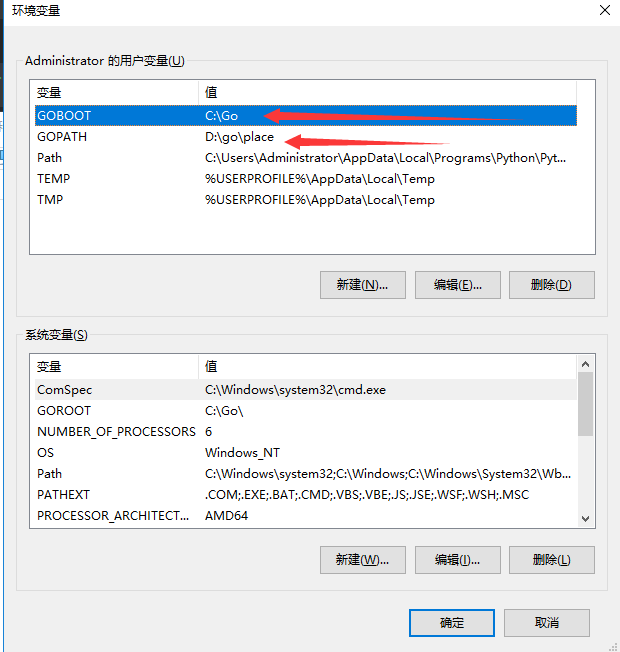 环境变量
Administrator 的用户变量(U)
变量 值
GOBOOT C:\Go
GOPATH D:\go\place
Path C:\Users\Administrator\AppData\Local\Programs\Python\Pyt...
TEMP %USERPROFILE%\AppData\Local\Temp
TMP %USERPROFILE%\AppData\Local\Temp
新建(N)... 编辑(E)... 删除(D)
系统变量(S)
变量 值
ComSpec C:\Windows\system32\cmd.exe
GOROOT C:\Go\
NUMBER_OF_PROCESSORS 6
OS Windows_NT
Path C:\Windows\system32;C:\Windows;C:\Windows\System32\Wb...
PATHEXT .COM;.EXE;.BAT;.CMD;.VBS;.VBE;.JS;.JSE;.WSF;.WSH;.MSC
PROCESSOR_ARCHITECT... AMD64
新建(W)... 编辑(I)... 删除(L)
确定 取消